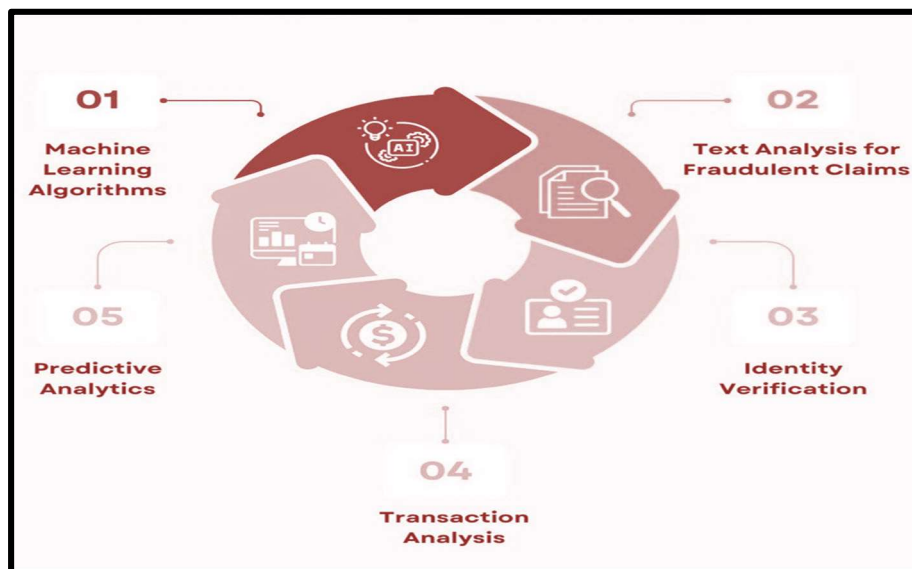 01
Machine
Learning
Algorithms
02
Text Analysis for
Fraudulent Claims
03
Identity
Verification
04
Transaction
Analysis
05
Predictive
Analytics
AI
$